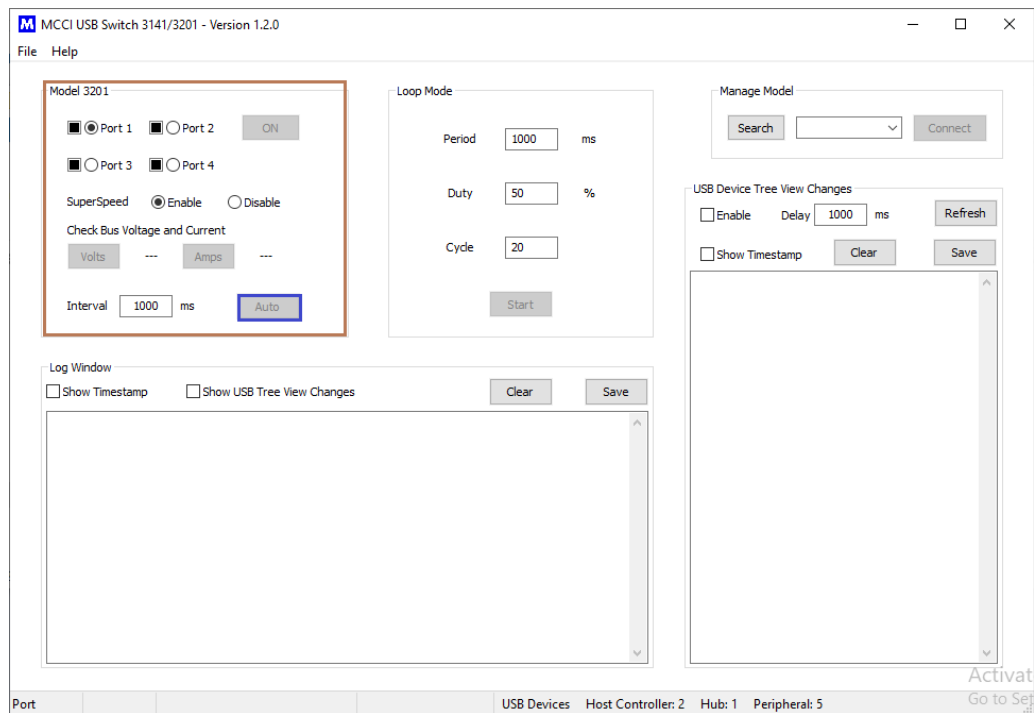 M MCCI USB Switch 3141/3201 - Version 1.2.0
File Help
Model 3201
Port 1 Port 2 ON
Port 3 Port 4
SuperSpeed Enable Disable
Check Bus Voltage and Current
Volts --- Amps ---
Interval 1000 ms Auto
Loop Mode
Period 1000 ms
Duty 50 %
Cycle 20
Start
Manage Model
Search Connect
USB Device Tree View Changes
Enable Delay 1000 ms Refresh
Show Timestamp Clear Save
Log Window
Show Timestamp Show USB Tree View Changes Clear Save
Activat
Go to Set
Port USB Devices Host Controller: 2 Hub: 1 Peripheral: 5